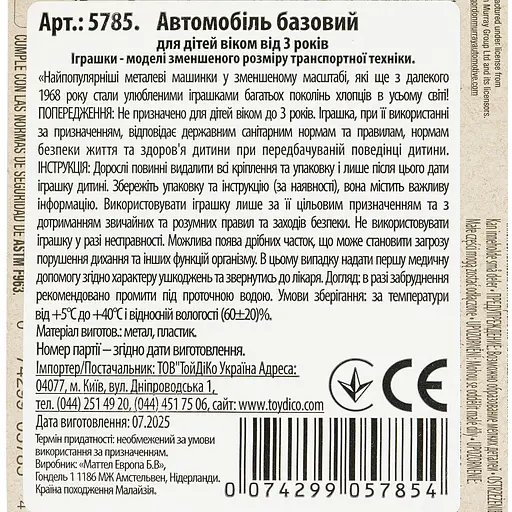 Арт.: 5785. Автомобіль базовий
для дітей віком від 3 років
Іграшки - моделі зменшеного розміру транспортної техніки.
«Найпопулярніші металеві машинки у зменшеному масштабі, які ще з далекого
1968 року стали улюбленими іграшками багатьох поколінь хлопців в усьому світі!
ПОПЕРЕДЖЕННЯ: Не призначено для дітей віком до 3 років. Іграшка, при її використанні
за призначенням, відповідає державним санітарним нормам та правилам, нормам
безпеки життя та здоров'я дитини при передбачуваній поведінці дитини.
ІНСТРУКЦІЯ: Дорослі повинні видалити всі кріплення та упаковку і лише після цього дати
іграшку дитині. Збережіть упаковку та інструкцію (за наявності), вона містить важливу
інформацію. Використовувати іграшку лише за її цільовим призначенням та з
дотриманням звичайних та розумних правил та заходів безпеки. Не використовувати
іграшку у разі несправності. Можлива поява дрібних часток, що може становити загрозу
порушення дихання та інших функцій організму. В цьому випадку надати першу медичну
допомогу згідно характеру ушкоджень та звернутись до лікаря. Догляд: в разі забруднення
рекомендовано промити під проточною водою. Умови зберігання: за температури
від +5°C до +40°C і відносній вологості (60±20)%.
Матеріал виготов.: метал, пластик.
Номер партії – згідно дати виготовлення.
Імпортер/Постачальник: ТОВ"ТойДіКо Україна Адреса:
04077, м. Київ, вул. Дніпроводська 1,
тел. (044) 251 49 20, (044) 451 75 06, сайт: www.toydico.com
Дата виготовлення: 07.2025
Термін придатності: необмежений за умови
використання за призначенням.
Виробник: «Маттел Европа Б.В»,
Гондель 1 1186 МЖ Амстельвен, Нідерланди.
Країна походження Малайзія.
CE
0 074299 057854
CUMPLE CON LAS NORMAS DE SEGURIDAD DE ASTM F963.